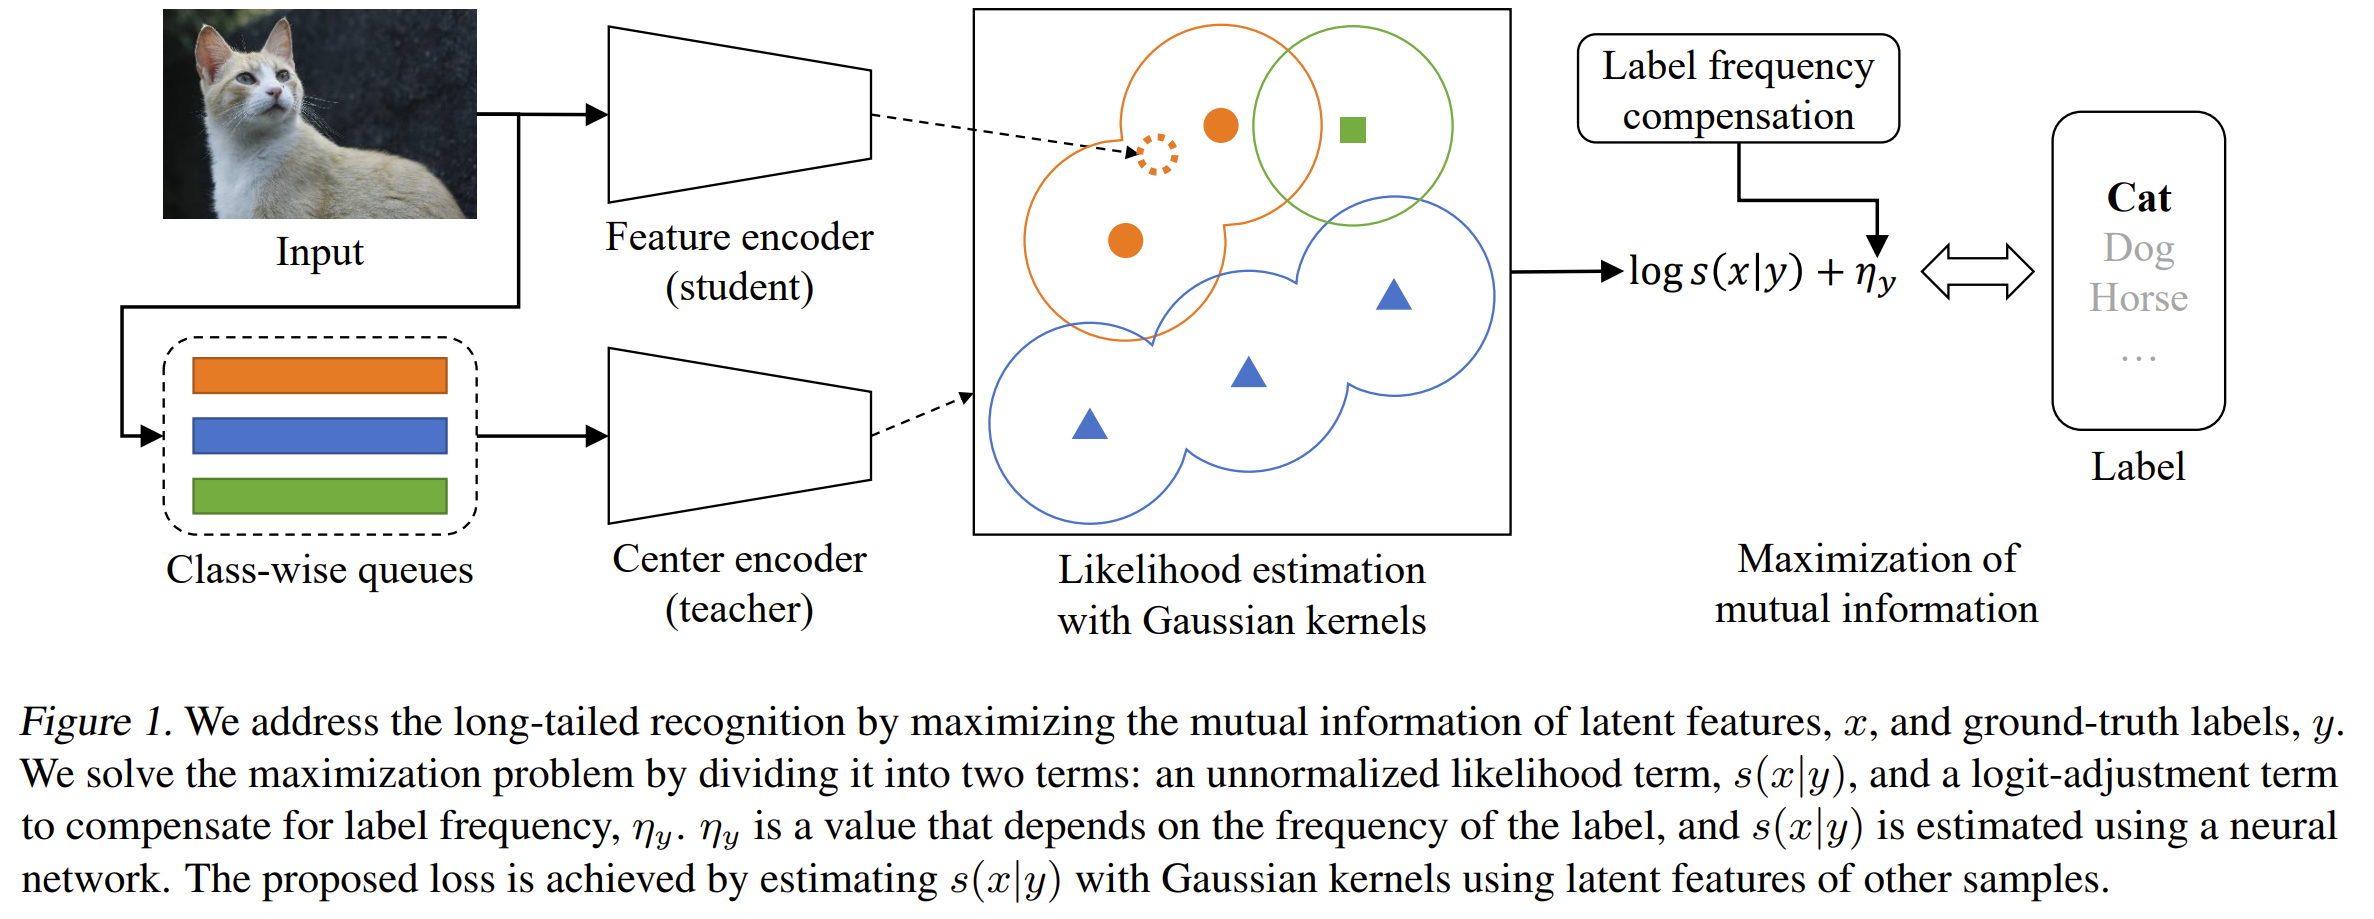 Input
Feature encoder
(student)
Class-wise queues
Center encoder
(teacher)
Likelihood estimation
with Gaussian kernels
Label frequency
compensation
log s(x|y) + η_y
Maximization of
mutual information
Cat
Dog
Horse
...
Label
Figure 1. We address the long-tailed recognition by maximizing the mutual information of latent features, x, and ground-truth labels, y.
We solve the maximization problem by dividing it into two terms: an unnormalized likelihood term, s(x|y), and a logit-adjustment term
to compensate for label frequency, η_y. η_y is a value that depends on the frequency of the label, and s(x|y) is estimated using a neural
network. The proposed loss is achieved by estimating s(x|y) with Gaussian kernels using latent features of other samples.